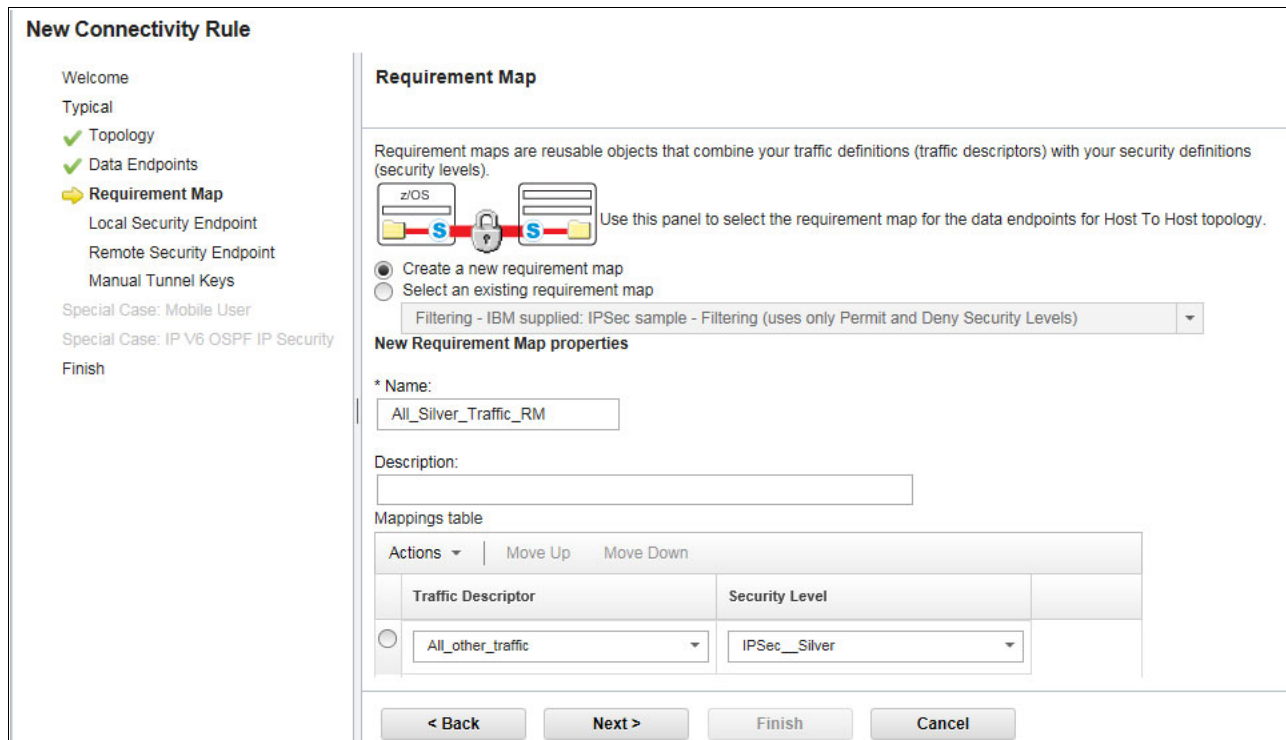 New Connectivity Rule
Welcome
Typical
Topology
Data Endpoints
Requirement Map
Local Security Endpoint
Remote Security Endpoint
Manual Tunnel Keys
Special Case: Mobile User
Special Case: IP V6 OSPF IP Security
Finish
Requirement Map
Requirement maps are reusable objects that combine your traffic definitions (traffic descriptors) with your security definitions
(security levels).
z/OS
S
S
Use this panel to select the requirement map for the data endpoints for Host To Host topology.
Create a new requirement map
Select an existing requirement map
Filtering - IBM supplied: IPSec sample - Filtering (uses only Permit and Deny Security Levels)
New Requirement Map properties
* Name:
All_Silver_Traffic_RM
Description:
Mappings table
Actions Move Up Move Down
Traffic Descriptor Security Level
All_other_traffic IPSec__Silver
< Back Next > Finish Cancel